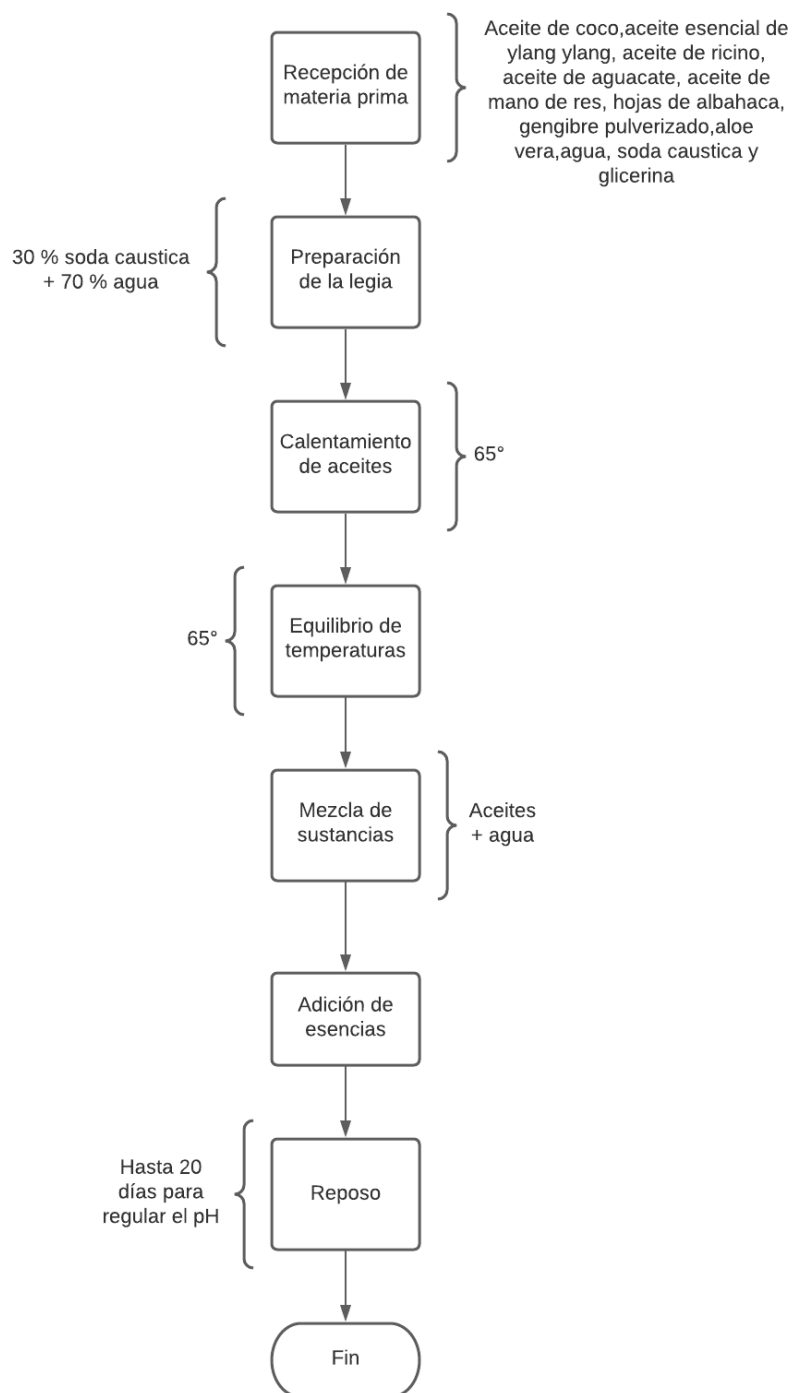 Recepción de
materia prima
Aceite de coco,aceite esencial de
ylang ylang, aceite de ricino,
aceite de aguacate, aceite de
mano de res, hojas de albahaca,
gengibre pulverizado,aloe
vera,agua, soda caustica y
glicerina
30 % soda caustica
+ 70 % agua
Preparación
de la legia
Calentamiento
de aceites
65°
65°
Equilibrio de
temperaturas
Mezcla de
sustancias
Aceites
+ agua
Adición de
esencias
Hasta 20
días para
regular el pH
Reposo
Fin